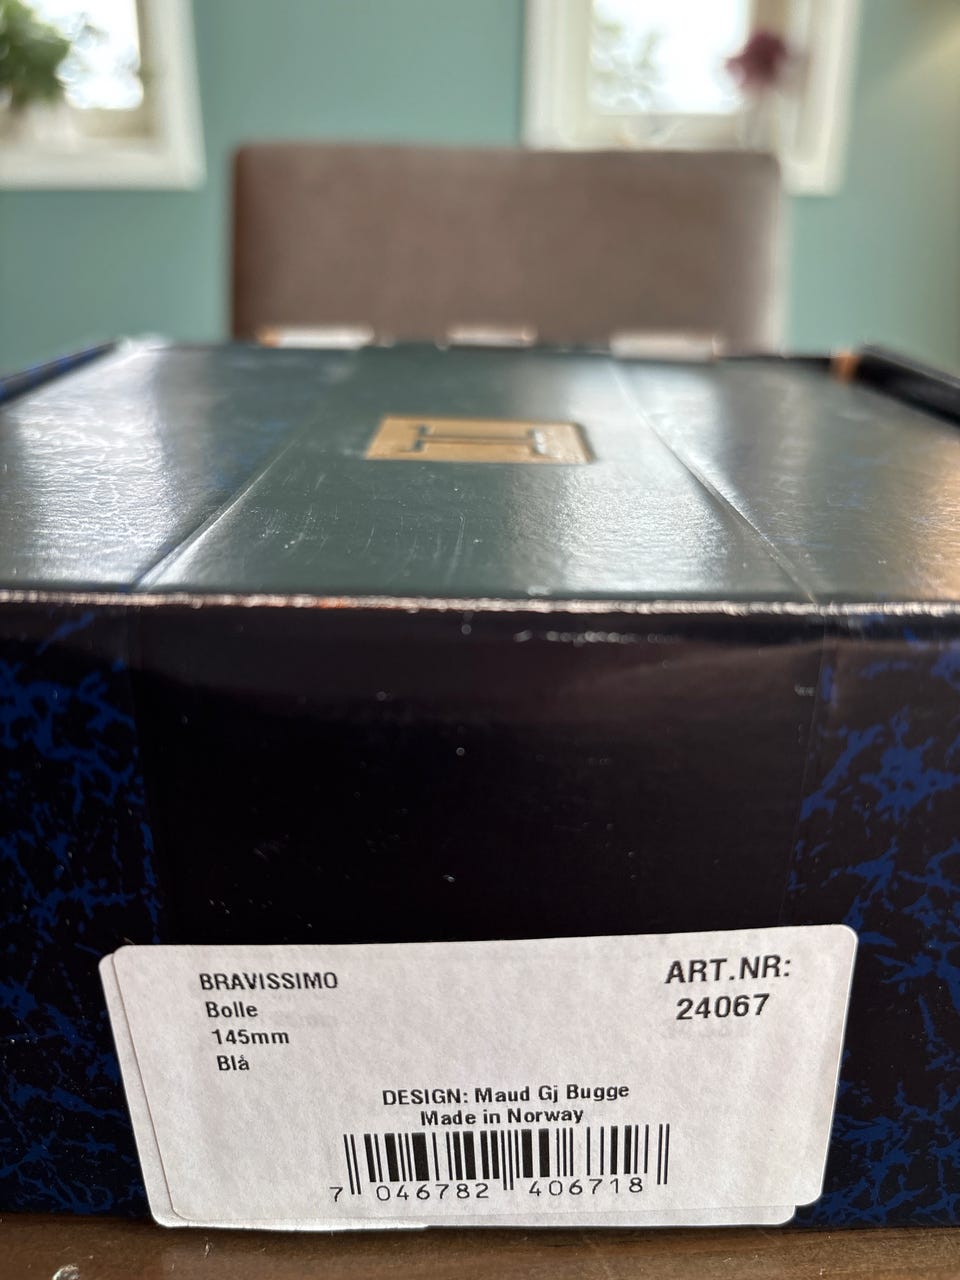 BRAVISSIMO
Bolle
145mm
Blå
ART.NR:
24067
DESIGN: Maud Gj Bugge
Made in Norway
7 046782 406718